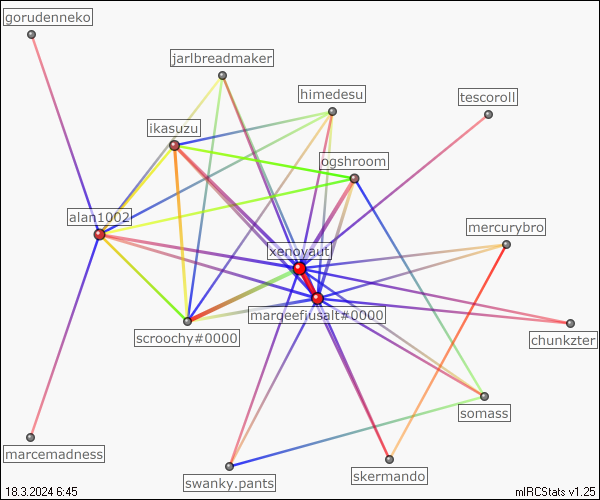 gorudenneko
jarlbreadmaker
himedesu
tescoroll
ikasuzu
ogshroom
alan1002
mercurybro
xenovaut
marqeefiusalt#0000
scroochy#0000
chunkzter
somass
marcemadness
skermando
swanky.pants
18.3.2024 6:45
mIRCStats v1.25